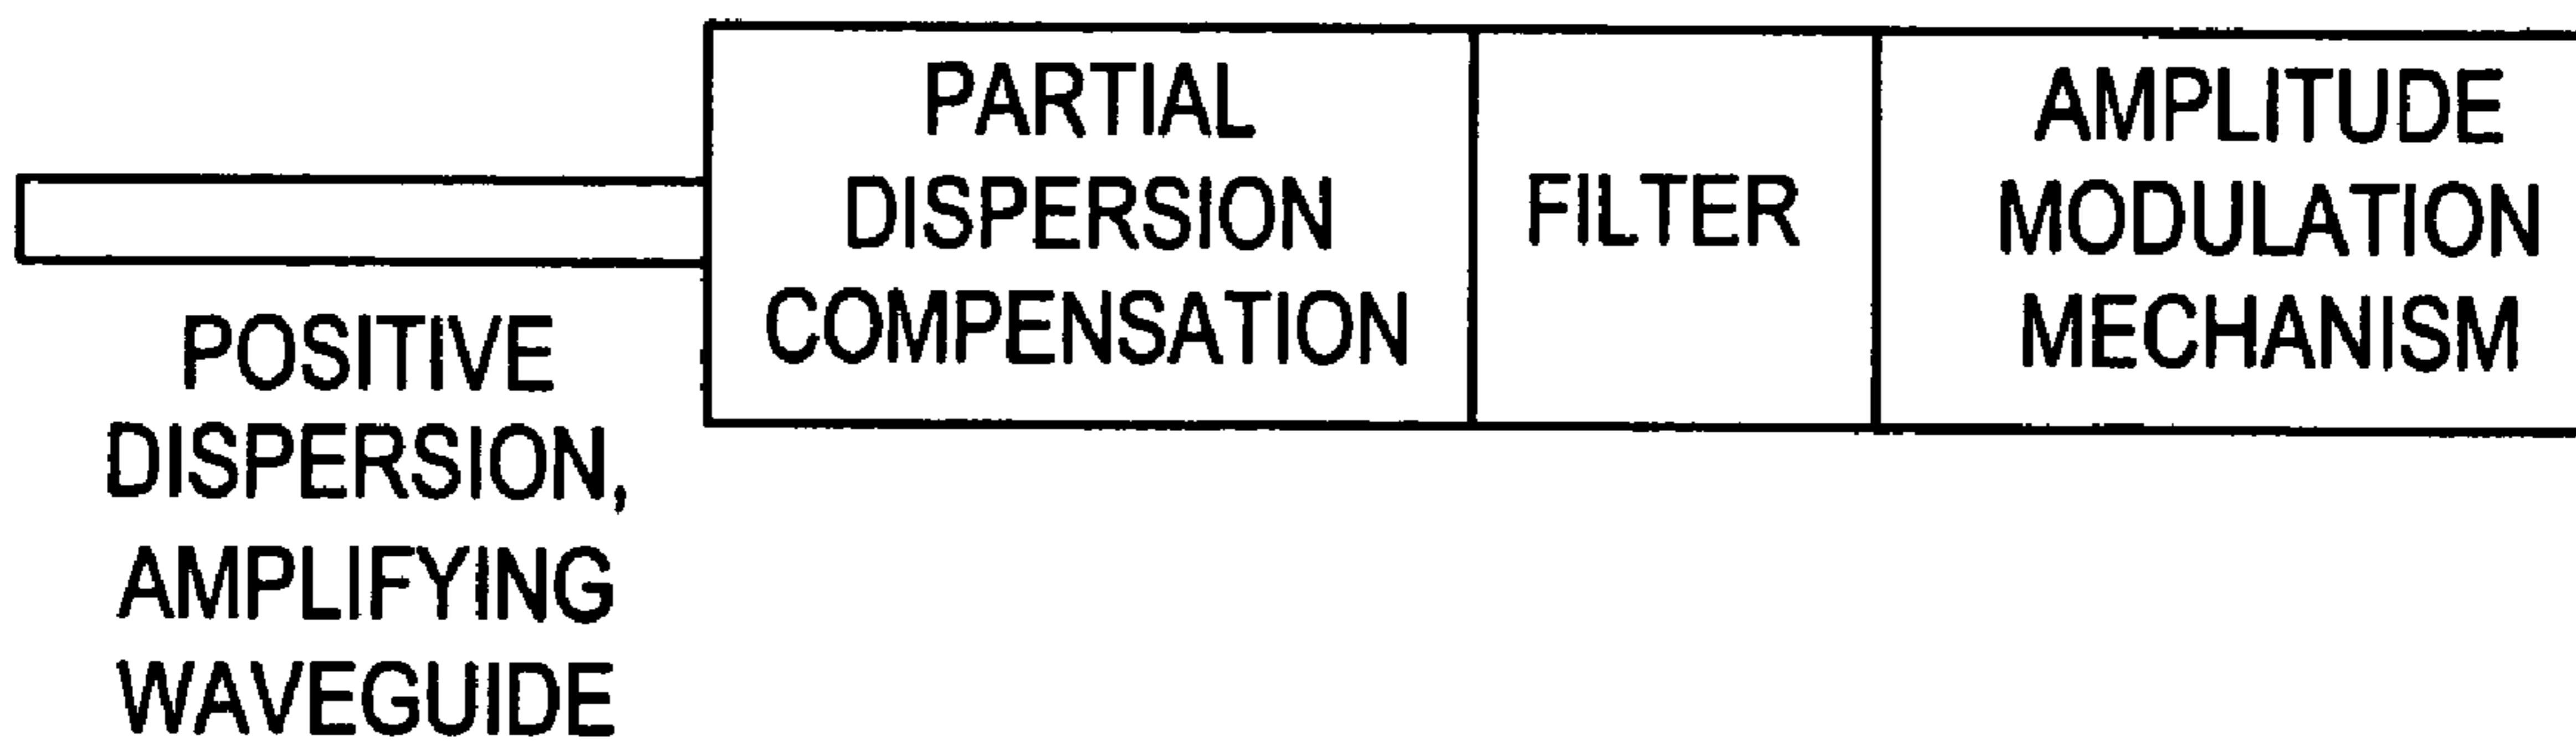 PARTIAL
DISPERSION
COMPENSATION
FILTER
AMPLITUDE
MODULATION
MECHANISM
POSITIVE
DISPERSION,
AMPLIFYING
WAVEGUIDE